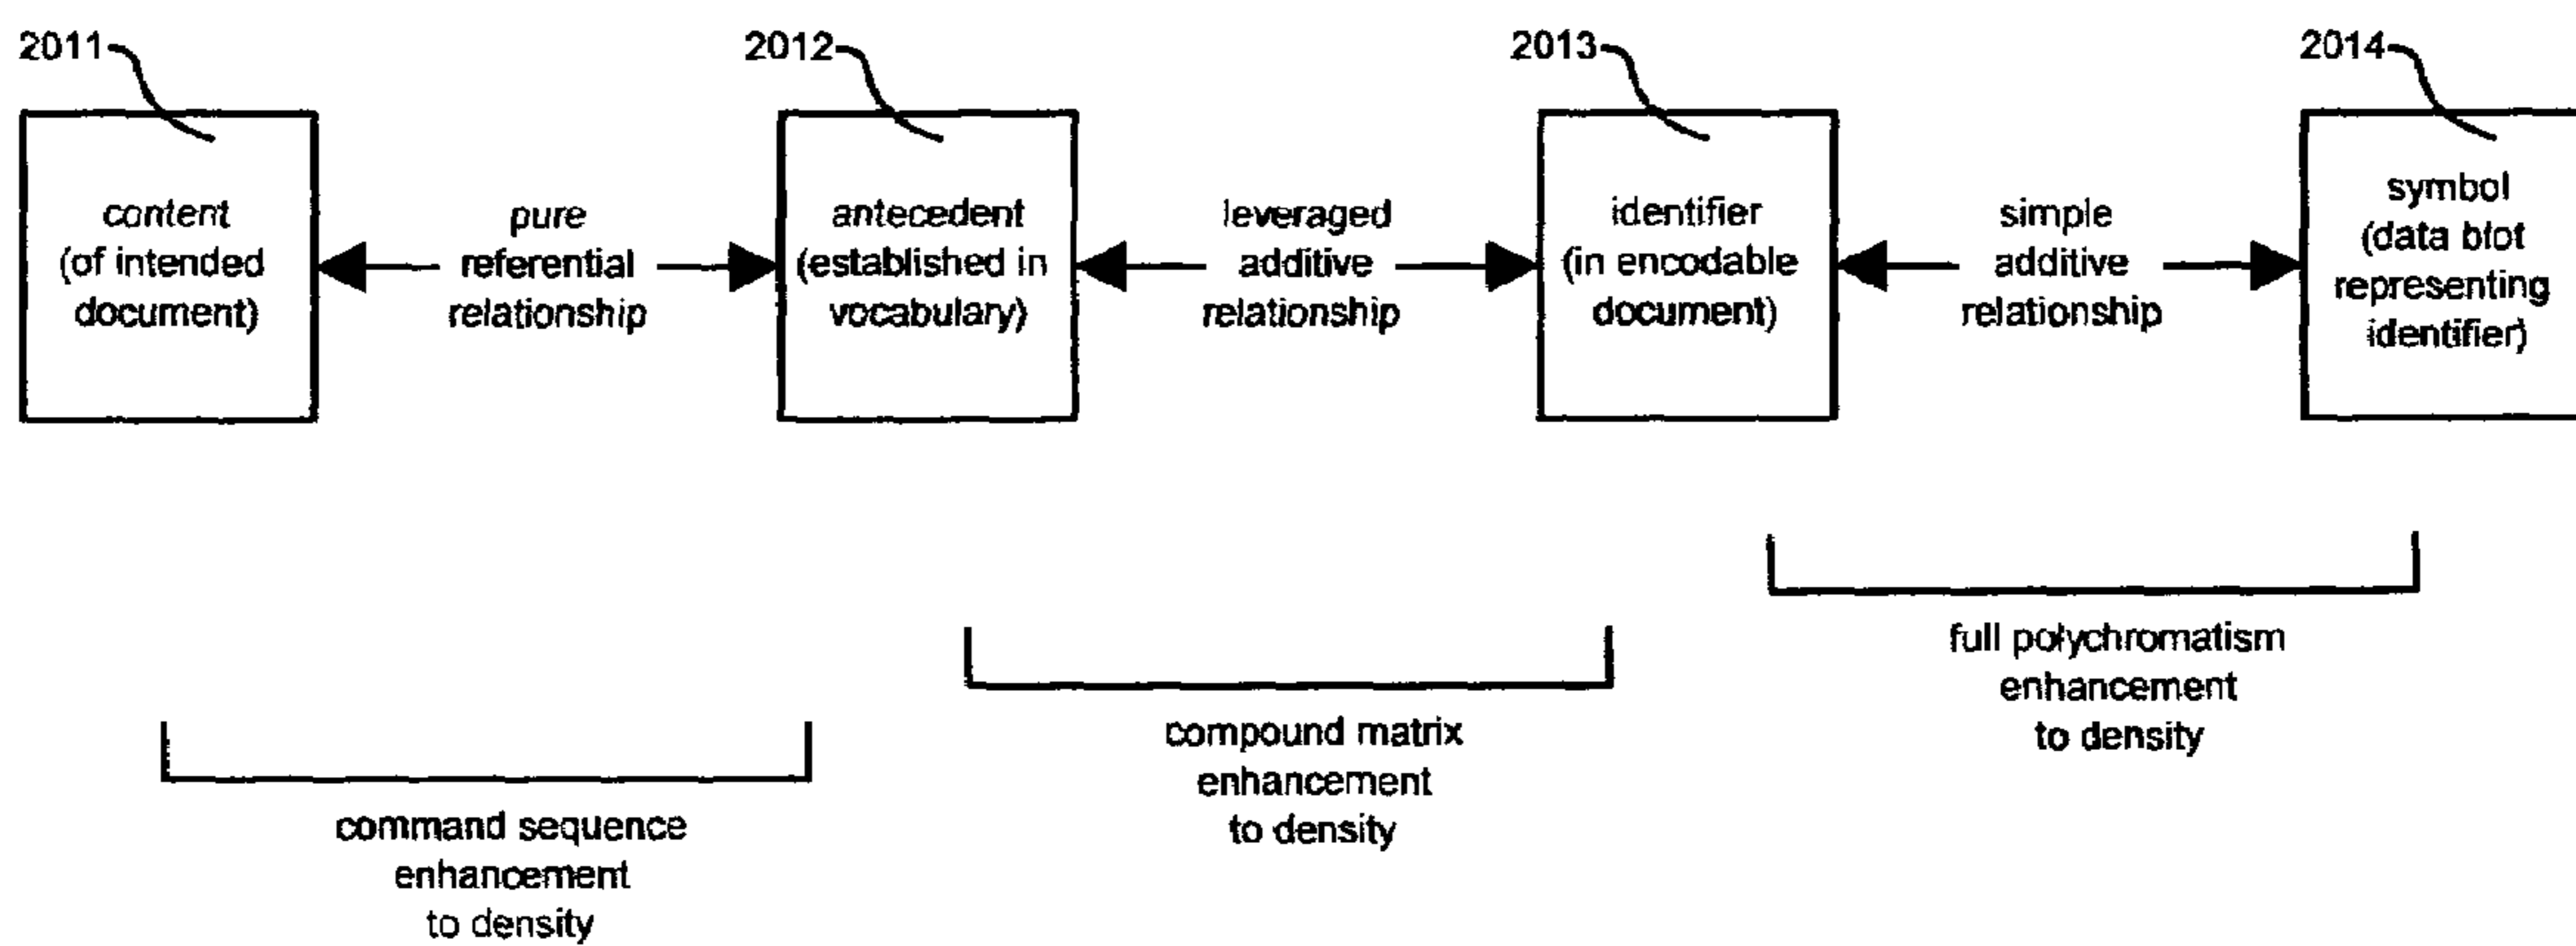 2011
2012
2013
2014
content
(of intended
document)
pure
referential
relationship
antecedent
(established in
vocabulary)
leveraged
additive
relationship
identifier
(in encodable
document)
simple
additive
relationship
symbol
(data blot
representing
identifier)
full polychromatism
enhancement
to density
compound matrix
enhancement
to density
command sequence
enhancement
to density